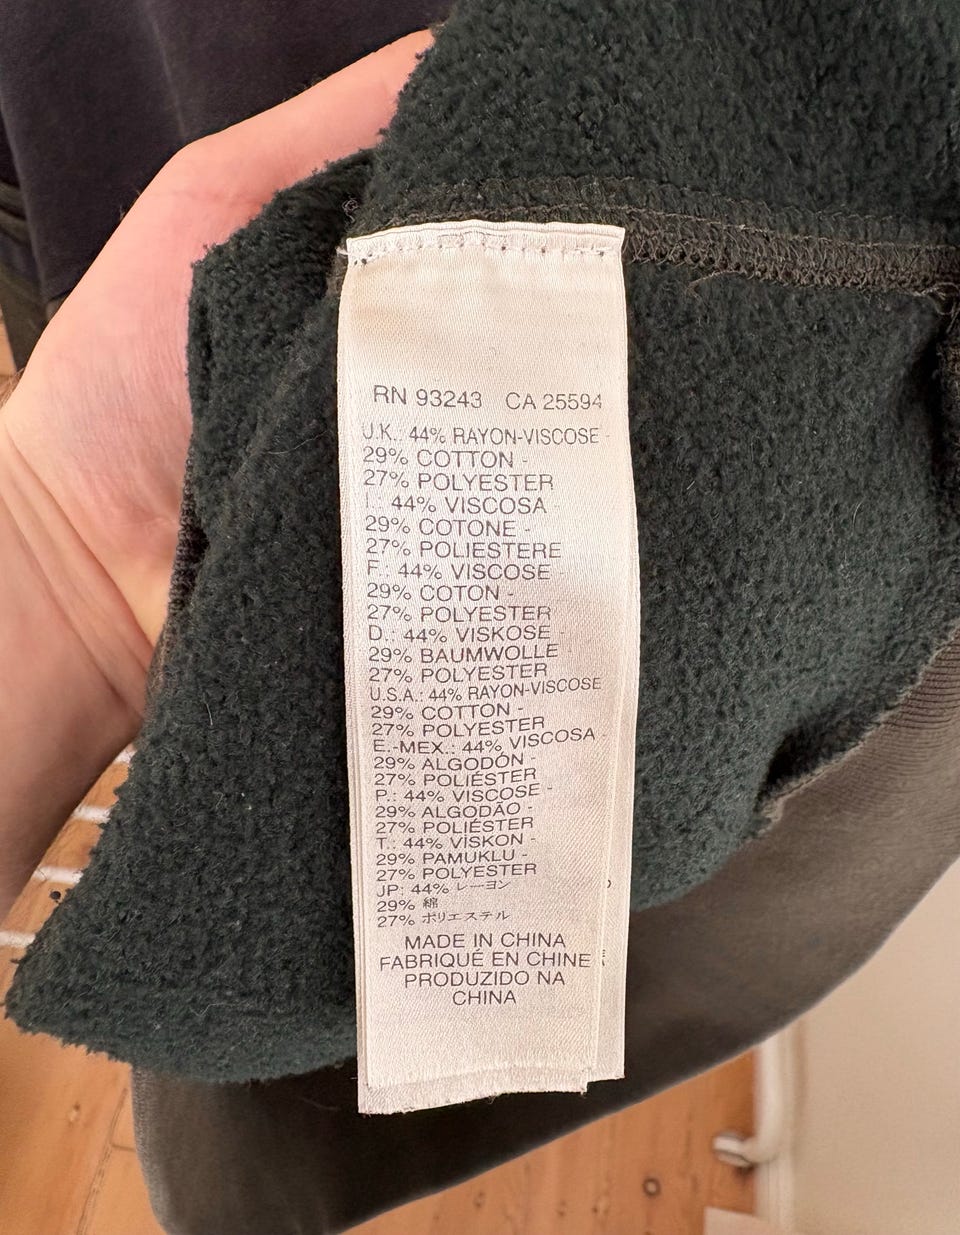 RN 93243 CA 25594
U.K.: 44% RAYON-VISCOSE -
29% COTTON -
27% POLYESTER
I.: 44% VISCOSA
29% COTONE -
27% POLIESTERE
F.: 44% VISCOSE
29% COTON -
27% POLYESTER
D.: 44% VISKOSE -
29% BAUMWOLLE
27% POLYESTER
U.S.A.: 44% RAYON-VISCOSE
29% COTTON -
27% POLYESTER
E.-MEX.: 44% VISCOSA -
29% ALGODÓN -
27% POLIÉSTER
P.: 44% VISCOSE -
29% ALGODÃO -
27% POLIÉSTER
T.: 44% VİSKON -
29% PAMUKLU -
27% POLYESTER
JP: 44% レーヨン
29% 綿
27% ポリエステル
MADE IN CHINA
FABRIQUÉ EN CHINE
PRODUZIDO NA
CHINA